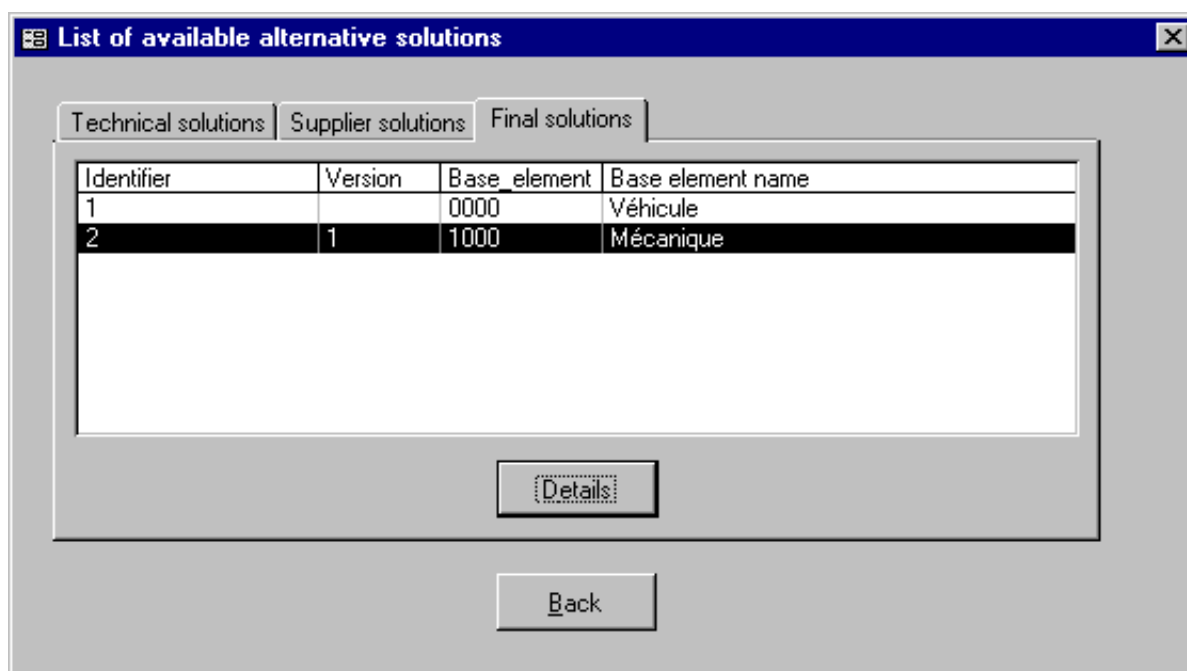 List of available alternative solutions
Technical solutions Supplier solutions Final solutions
Identifier Version Base_element Base element name
1 0000 Véhicule
2 1 1000 Mécanique
Details
Back